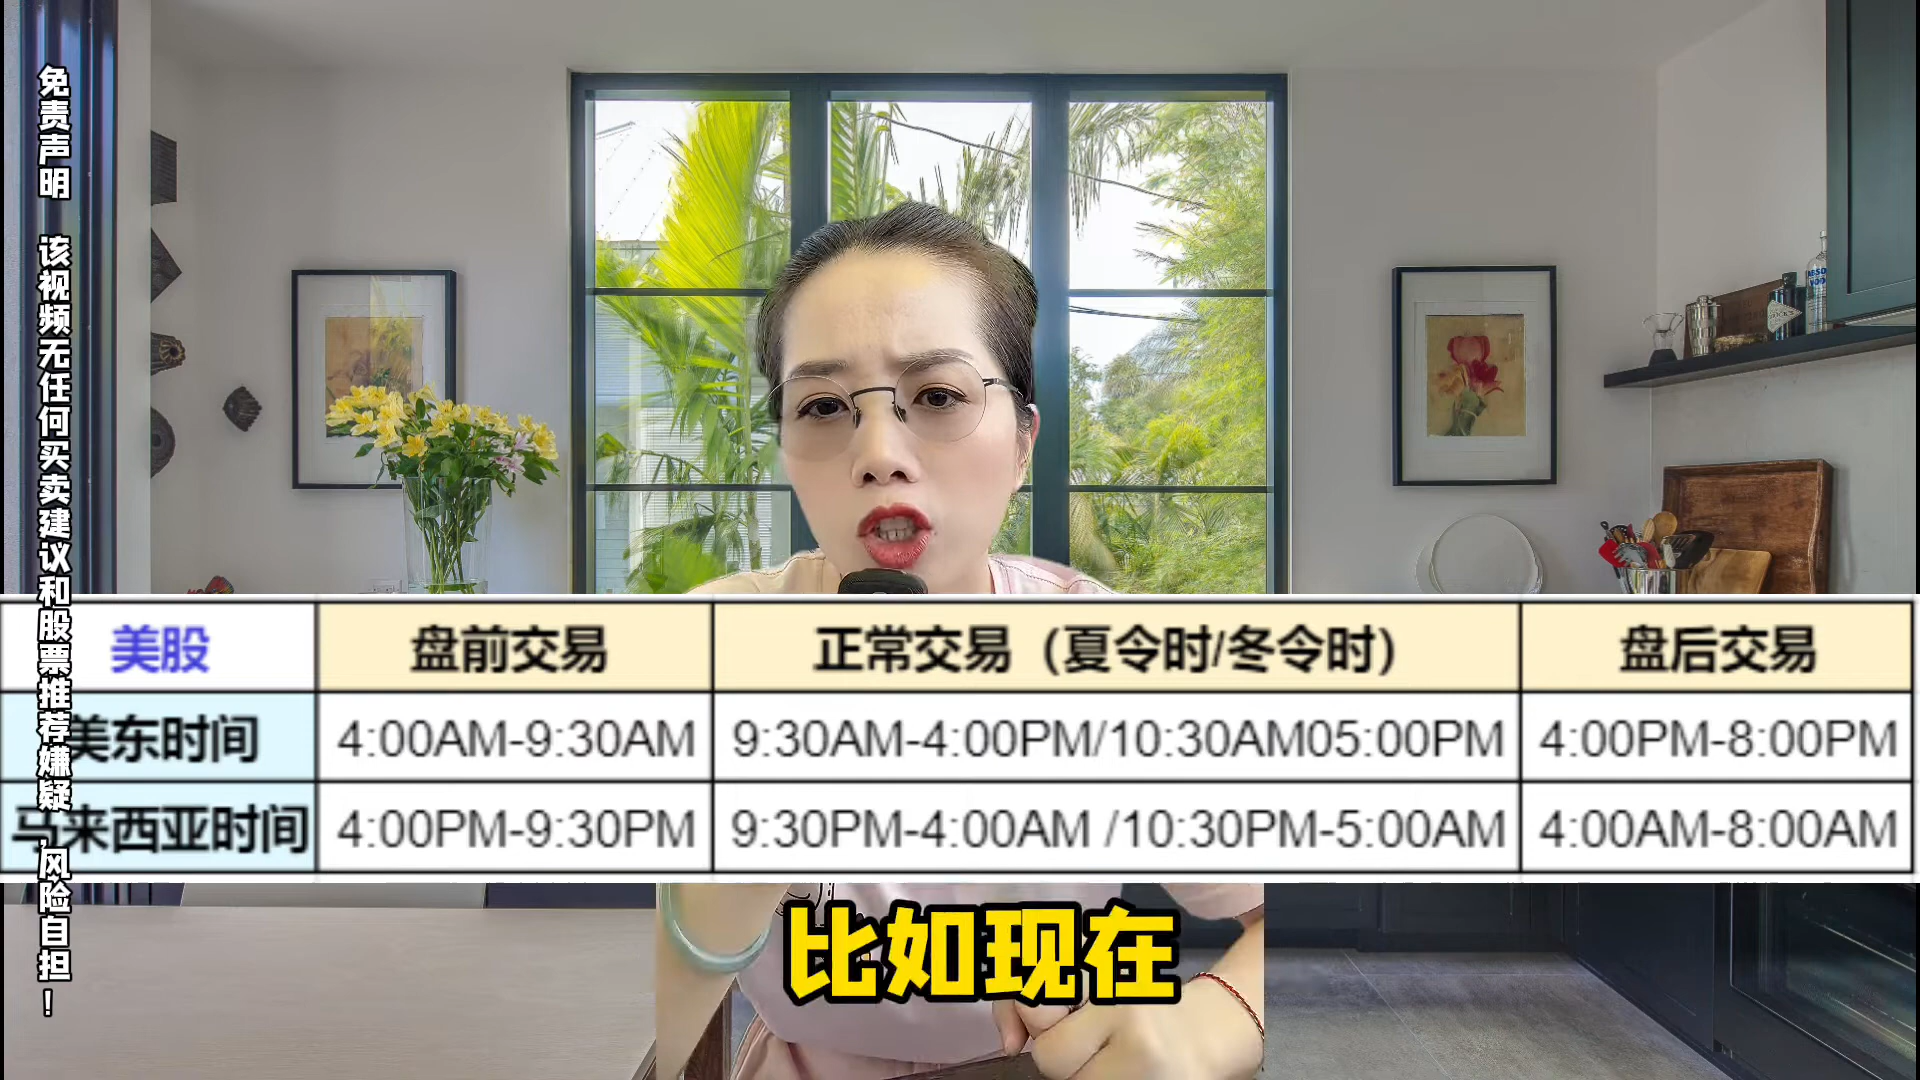 免责声明 该视频无任何买卖建议和股票推荐嫌疑，风险自担！
美股 盘前交易 正常交易（夏令时/冬令时） 盘后交易
美东时间 4:00AM-9:30AM 9:30AM-4:00PM/10:30AM05:00PM 4:00PM-8:00PM
马来西亚时间 4:00PM-9:30PM 9:30PM-4:00AM /10:30PM-5:00AM 4:00AM-8:00AM
比如现在